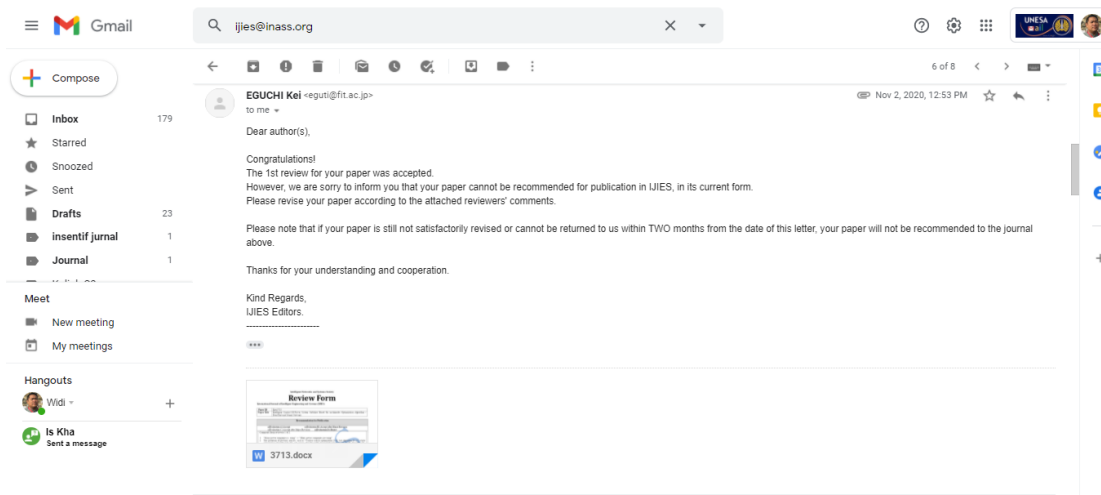 Gmail
ijies@inass.org
UNESA
Compose
6 of 8
EGUCHI Kei <eguti@fit.ac.jp>
Nov 2, 2020, 12:53 PM
to me
Inbox 179
Starred
Snoozed
Sent
Drafts 23
insentif jurnal 1
Journal 1
Dear author(s),
Congratulations!
The 1st review for your paper was accepted.
However, we are sorry to inform you that your paper cannot be recommended for publication in IJIES, in its current form.
Please revise your paper according to the attached reviewers' comments.
Please note that if your paper is still not satisfactorily revised or cannot be returned to us within TWO months from the date of this letter, your paper will not be recommended to the journal
above.
Thanks for your understanding and cooperation.
Kind Regards,
IJIES Editors.
-----------------------
Meet
New meeting
My meetings
Hangouts
Widi
Is Kha
Sent a message
Review Form
W 3713.docx